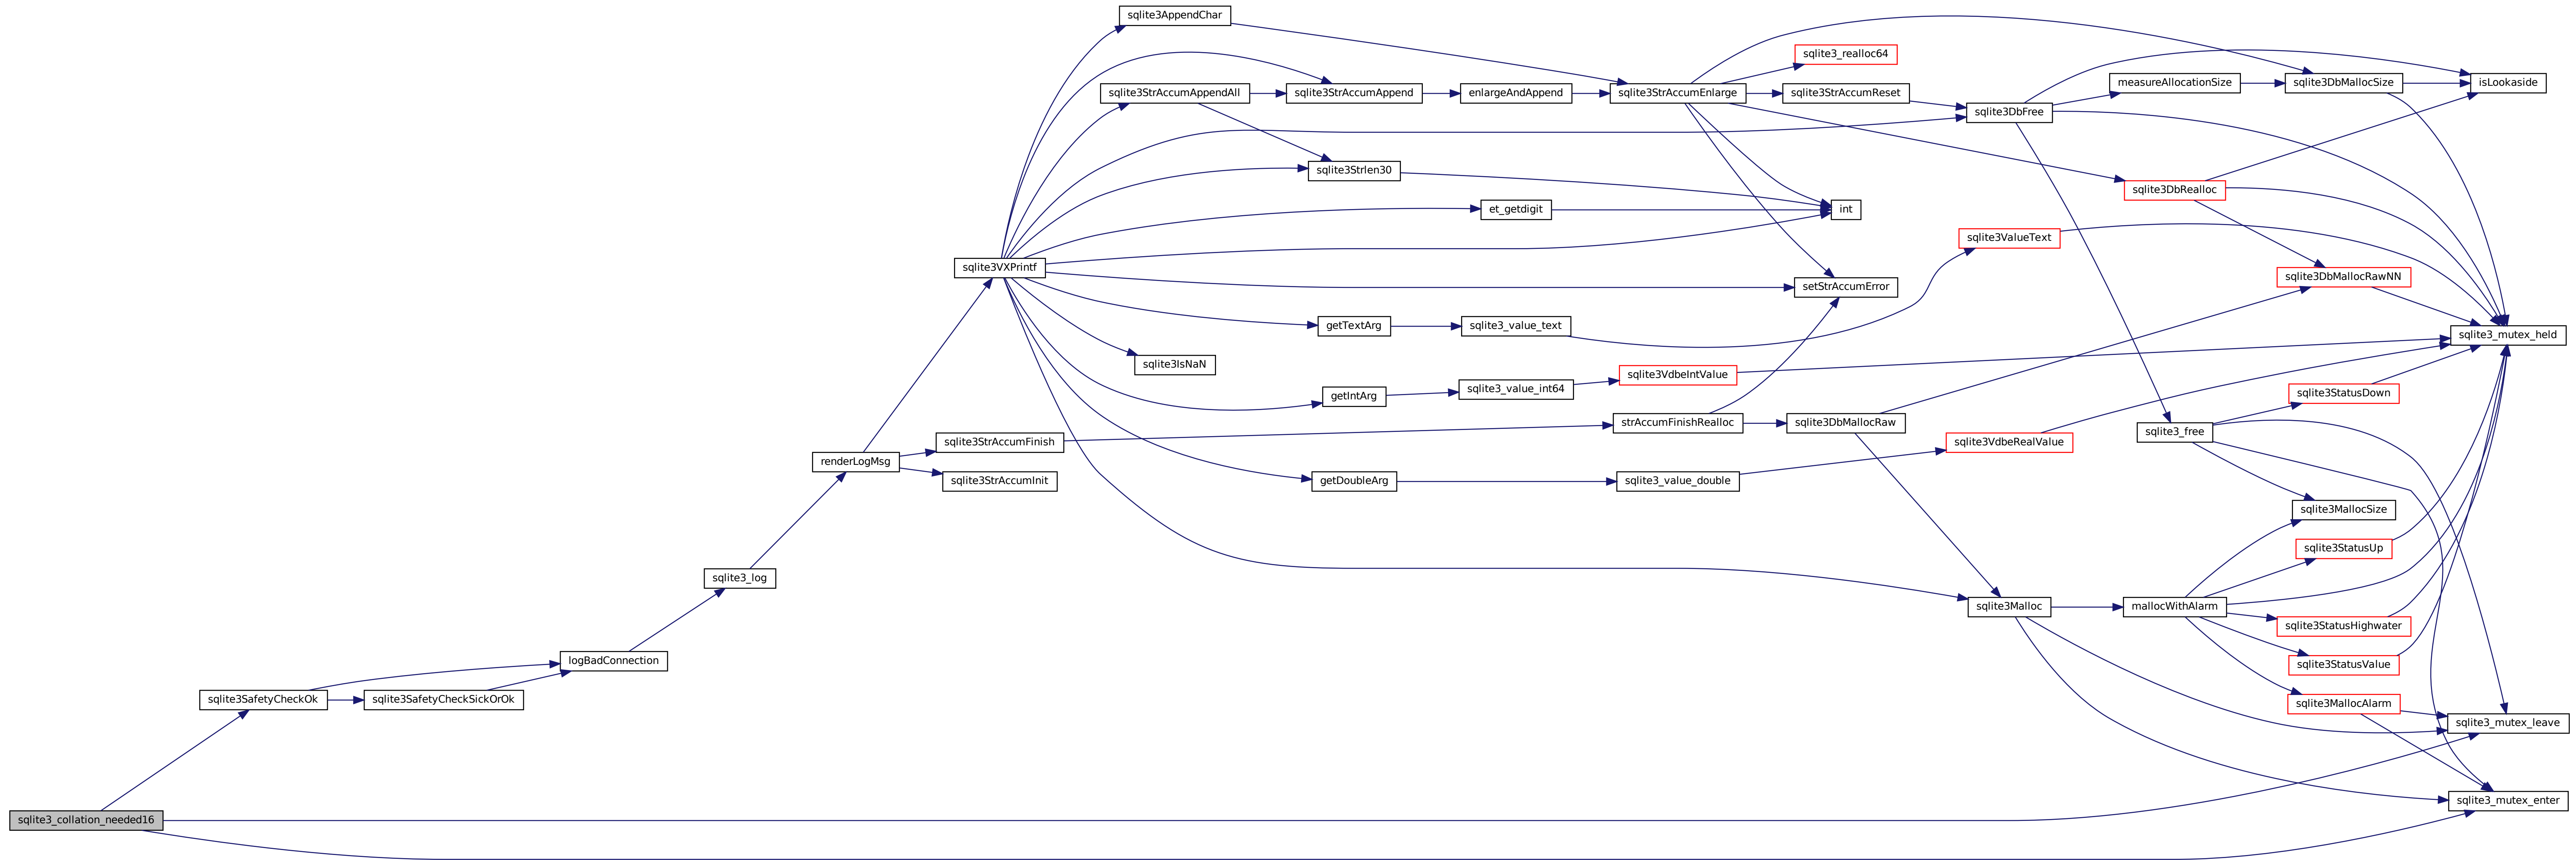 sqlite3AppendChar
sqlite3_realloc64
sqlite3StrAccumAppendAll
sqlite3StrAccumAppend
enlargeAndAppend
sqlite3StrAccumEnlarge
sqlite3StrAccumReset
measureAllocationSize
sqlite3DbMallocSize
isLookaside
sqlite3DbFree
sqlite3Strlen30
sqlite3DbRealloc
et_getdigit
int
sqlite3ValueText
sqlite3VXPrintf
sqlite3DbMallocRawNN
setStrAccumError
getTextArg
sqlite3_value_text
sqlite3_mutex_held
sqlite3IsNaN
sqlite3VdbeIntValue
getIntArg
sqlite3_value_int64
sqlite3StatusDown
strAccumFinishRealloc
sqlite3DbMallocRaw
sqlite3_free
sqlite3StrAccumFinish
sqlite3VdbeRealValue
renderLogMsg
sqlite3StrAccumInit
getDoubleArg
sqlite3_value_double
sqlite3MallocSize
sqlite3StatusUp
sqlite3_log
sqlite3Malloc
mallocWithAlarm
sqlite3StatusHighwater
logBadConnection
sqlite3StatusValue
sqlite3SafetyCheckOk
sqlite3SafetyCheckSickOrOk
sqlite3MallocAlarm
sqlite3_mutex_leave
sqlite3_mutex_enter
sqlite3_collation_needed16